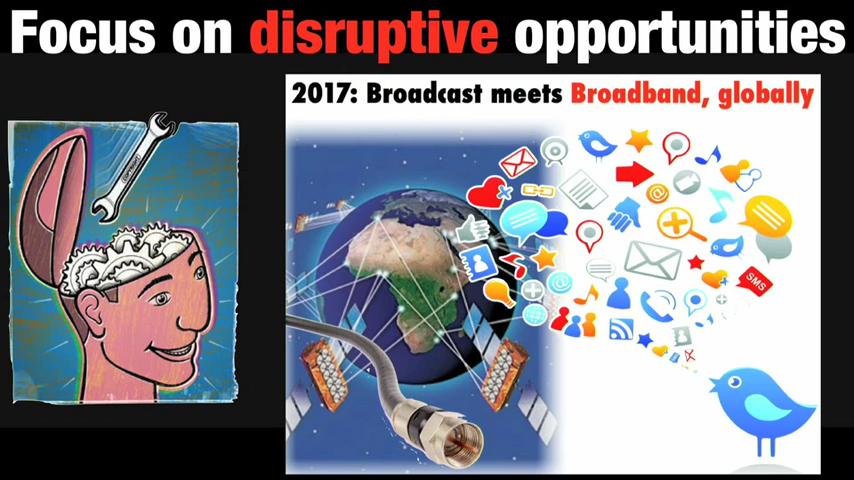 Focus on disruptive opportunities
2017: Broadcast meets Broadband, globally
SMS